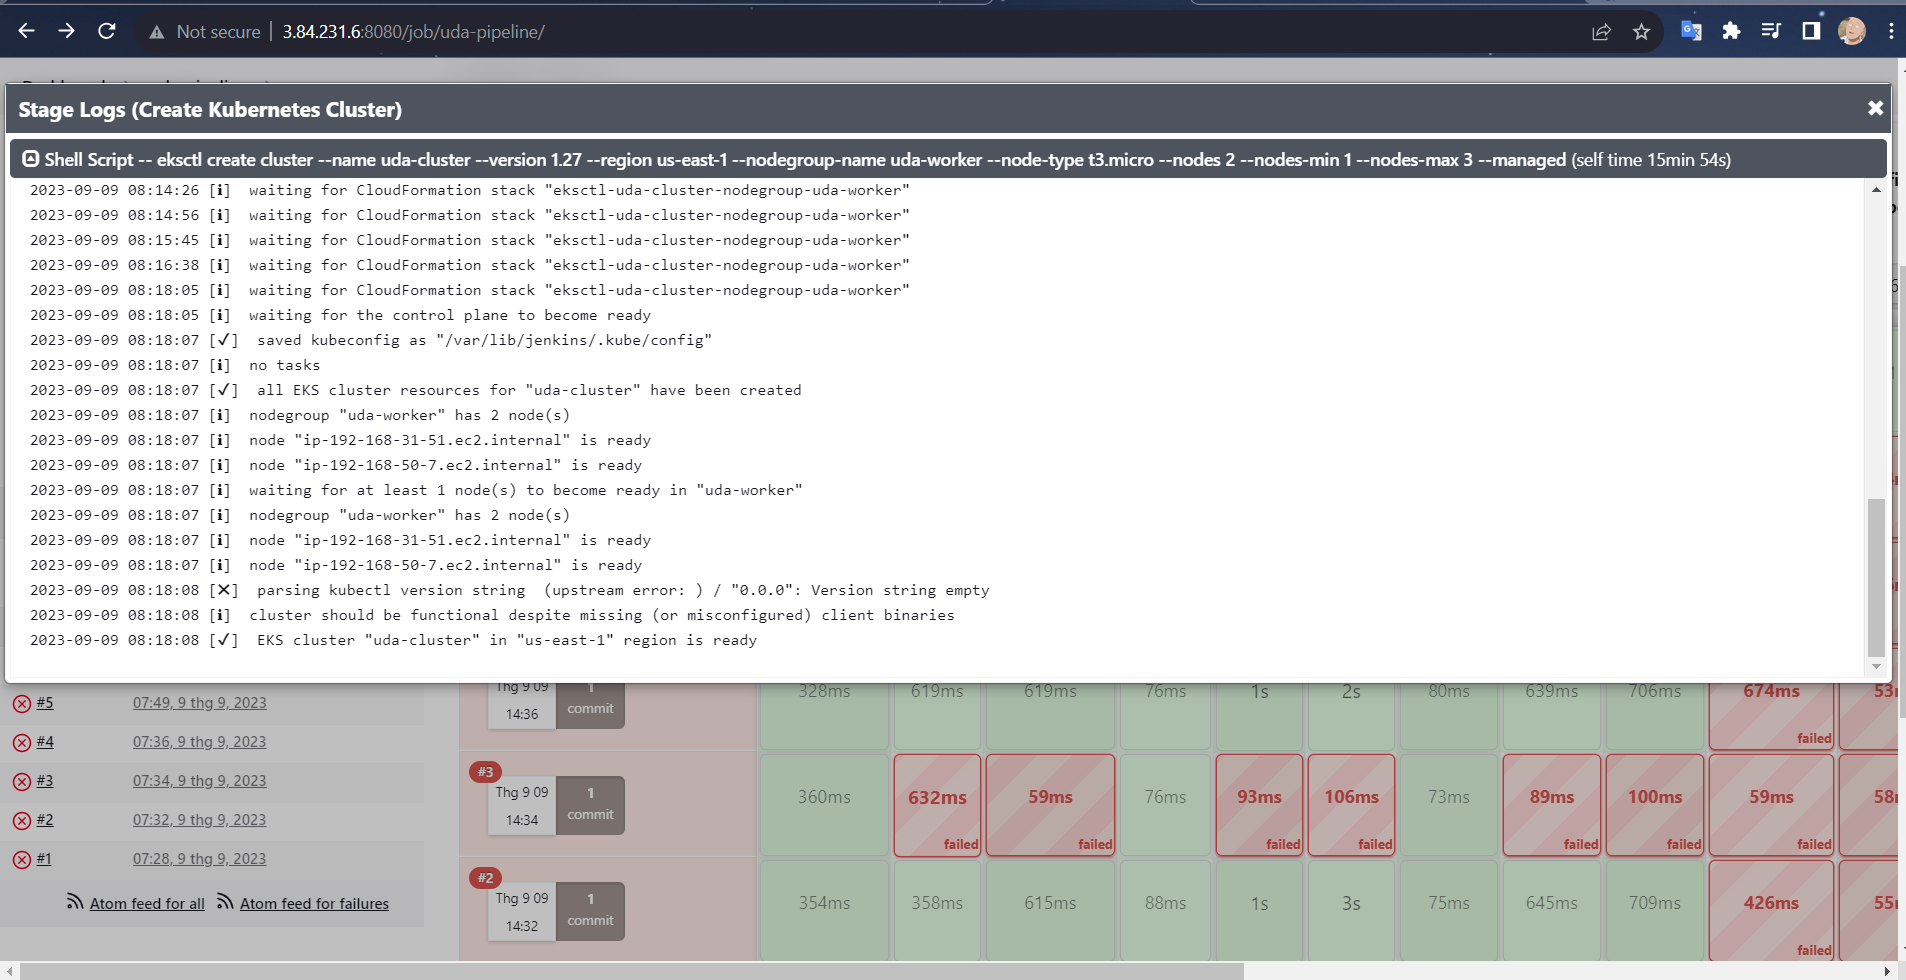 Not secure | 3.84.231.6:8080/job/uda-pipeline/
Stage Logs (Create Kubernetes Cluster)
Shell Script -- eksctl create cluster --name uda-cluster --version 1.27 --region us-east-1 --nodegroup-name uda-worker --node-type t3.micro --nodes 2 --nodes-min 1 --nodes-max 3 --managed (self time 15min 54s)
2023-09-09 08:14:26 [ℹ]  waiting for CloudFormation stack "eksctl-uda-cluster-nodegroup-uda-worker"
2023-09-09 08:14:56 [ℹ]  waiting for CloudFormation stack "eksctl-uda-cluster-nodegroup-uda-worker"
2023-09-09 08:15:45 [ℹ]  waiting for CloudFormation stack "eksctl-uda-cluster-nodegroup-uda-worker"
2023-09-09 08:16:38 [ℹ]  waiting for CloudFormation stack "eksctl-uda-cluster-nodegroup-uda-worker"
2023-09-09 08:18:05 [ℹ]  waiting for CloudFormation stack "eksctl-uda-cluster-nodegroup-uda-worker"
2023-09-09 08:18:05 [ℹ]  waiting for the control plane to become ready
2023-09-09 08:18:07 [✔]  saved kubeconfig as "/var/lib/jenkins/.kube/config"
2023-09-09 08:18:07 [ℹ]  no tasks
2023-09-09 08:18:07 [✔]  all EKS cluster resources for "uda-cluster" have been created
2023-09-09 08:18:07 [ℹ]  nodegroup "uda-worker" has 2 node(s)
2023-09-09 08:18:07 [ℹ]  node "ip-192-168-31-51.ec2.internal" is ready
2023-09-09 08:18:07 [ℹ]  node "ip-192-168-50-7.ec2.internal" is ready
2023-09-09 08:18:07 [ℹ]  waiting for at least 1 node(s) to become ready in "uda-worker"
2023-09-09 08:18:07 [ℹ]  nodegroup "uda-worker" has 2 node(s)
2023-09-09 08:18:07 [ℹ]  node "ip-192-168-31-51.ec2.internal" is ready
2023-09-09 08:18:07 [ℹ]  node "ip-192-168-50-7.ec2.internal" is ready
2023-09-09 08:18:08 [✖]  parsing kubectl version string  (upstream error: ) / "0.0.0": Version string empty
2023-09-09 08:18:08 [ℹ]  cluster should be functional despite missing (or misconfigured) client binaries
2023-09-09 08:18:08 [✔]  EKS cluster "uda-cluster" in "us-east-1" region is ready
#5 07:49, 9 thg 9, 2023
#4 07:36, 9 thg 9, 2023
#3 07:34, 9 thg 9, 2023
#2 07:32, 9 thg 9, 2023
#1 07:28, 9 thg 9, 2023
Atom feed for all Atom feed for failures
Thg 9 09 1
14:36 commit
328ms 619ms 619ms 76ms 1s 2s 80ms 639ms 706ms 674ms
failed
#3
Thg 9 09 1
14:34 commit
360ms 632ms 59ms 76ms 93ms 106ms 73ms 89ms 100ms 59ms
failed failed failed failed failed failed failed
#2
Thg 9 09 1
14:32 commit
354ms 358ms 615ms 88ms 1s 3s 75ms 645ms 709ms 426ms
failed